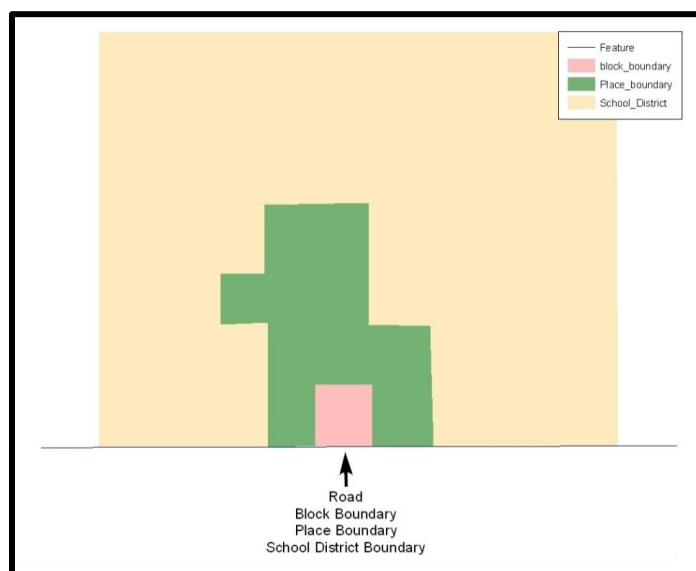 Feature
block_boundary
Place_boundary
School_District
Road
Block Boundary
Place Boundary
School District Boundary